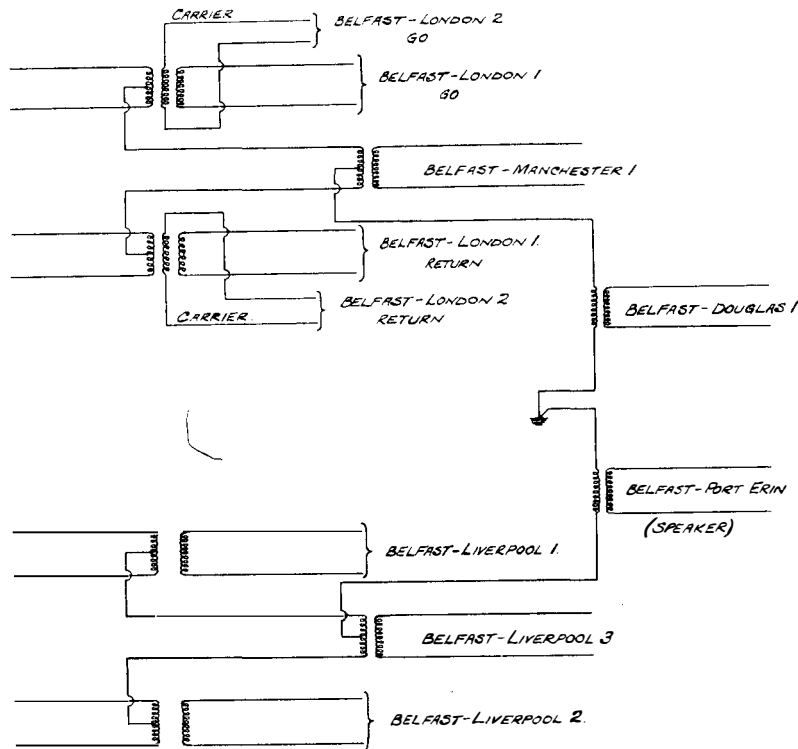 CARRIER
BELFAST-LONDON 2
GO
BELFAST-LONDON 1
GO
BELFAST-MANCHESTER 1
BELFAST-LONDON 1.
RETURN
BELFAST-LONDON 2
RETURN
CARRIER.
BELFAST-DOUGLAS 1
BELFAST-PORT ERIN
(SPEAKER)
BELFAST-LIVERPOOL 1.
BELFAST-LIVERPOOL 3
BELFAST-LIVERPOOL 2.